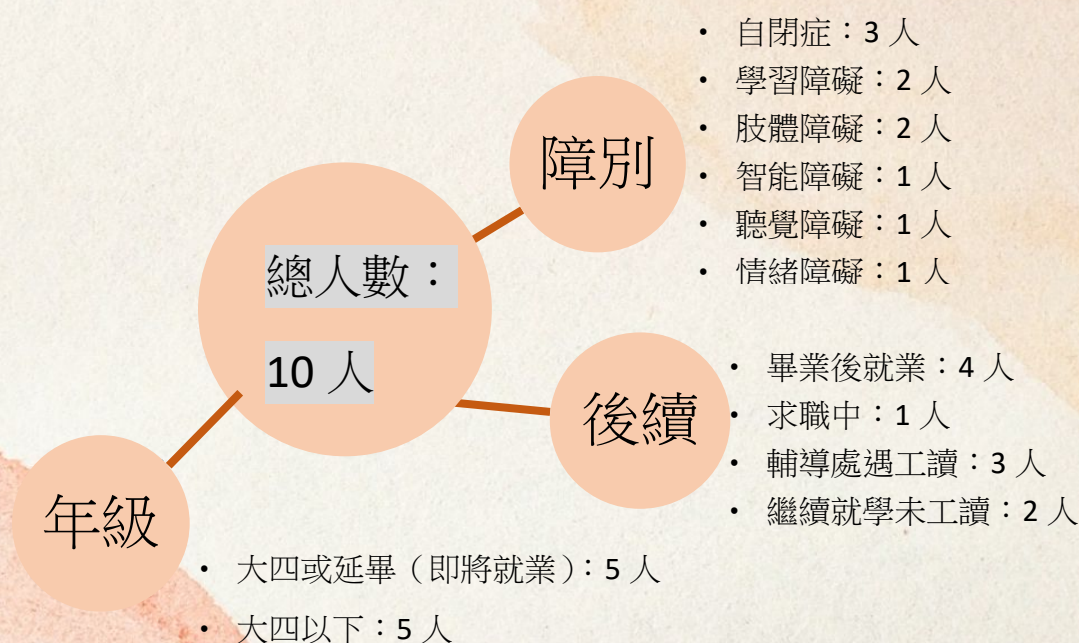 總人數：
10 人
障別
• 自閉症：3 人
• 學習障礙：2 人
• 肢體障礙：2 人
• 智能障礙：1 人
• 聽覺障礙：1 人
• 情緒障礙：1 人
後續
• 畢業後就業：4 人
• 求職中：1 人
• 輔導處遇工讀：3 人
• 繼續就學未工讀：2 人
年級
• 大四或延畢（即將就業）：5 人
• 大四以下：5 人